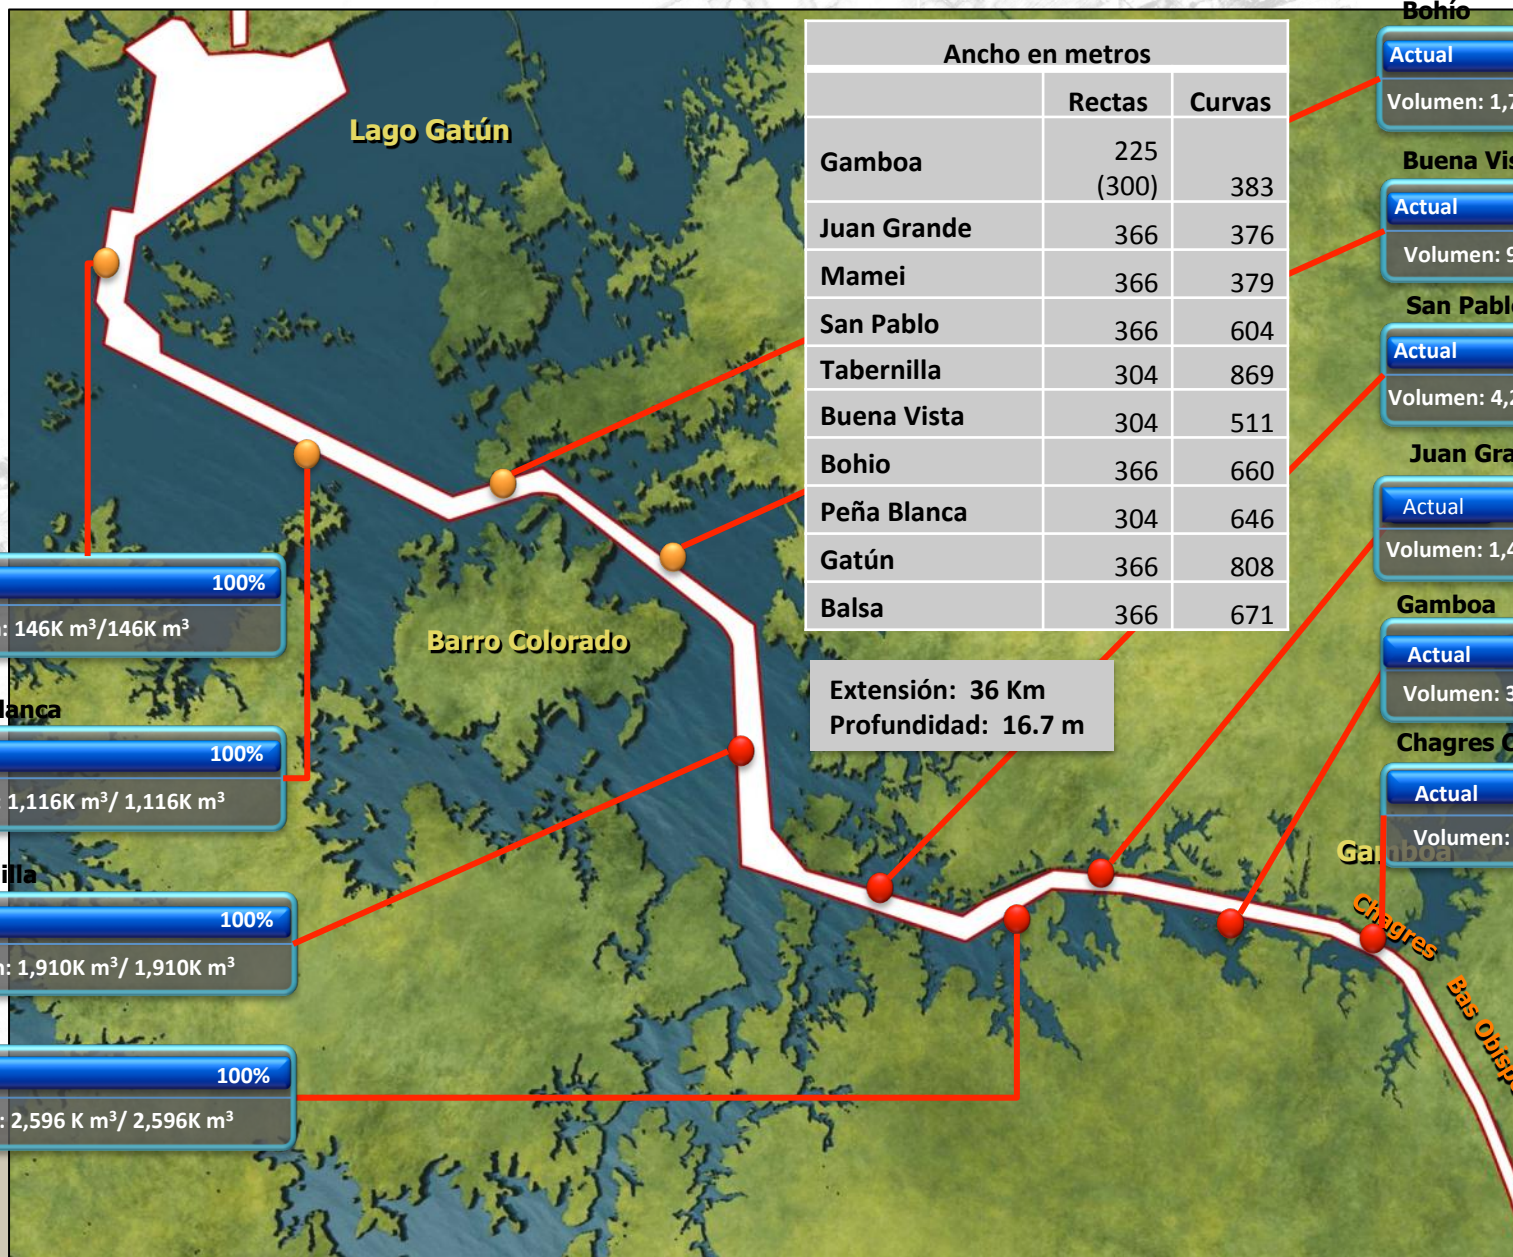 Bohío
Actual
Volumen: 1,7
Buena Vis
Actual
Volumen: 9
San Pablo
Actual
Volumen: 4,2
Juan Gra
Actual
Volumen: 1,4
Gamboa
Actual
Volumen: 3
Chagres C
Actual
Volumen:
Ancho en metros
Rectas Curvas
Gamboa 225 (300) 383
Juan Grande 366 376
Mamei 366 379
San Pablo 366 604
Tabernilla 304 869
Buena Vista 304 511
Bohio 366 660
Peña Blanca 304 646
Gatún 366 808
Balsa 366 671
Extensión: 36 Km
Profundidad: 16.7 m
Lago Gatún
Barro Colorado
100%
: 146K m³/146K m³
lanca
100%
1,116K m³/ 1,116K m³
illa
100%
n: 1,910K m³/ 1,910K m³
100%
: 2,596 K m³/ 2,596K m³
Gamboa
Chagres
Bas Obispo